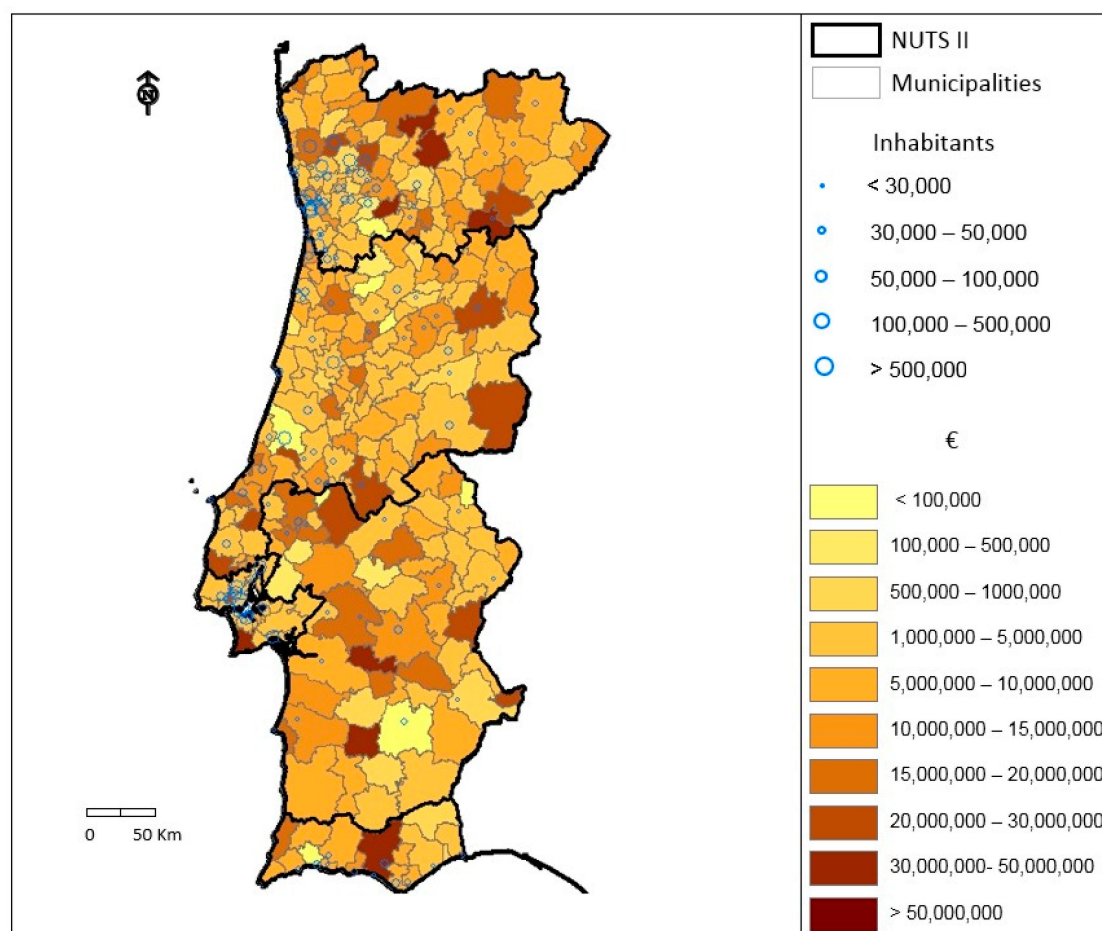 NUTS II
Municipalities
N
Inhabitants
< 30,000
30,000 – 50,000
50,000 – 100,000
100,000 – 500,000
> 500,000
€
< 100,000
100,000 – 500,000
500,000 – 1000,000
1,000,000 – 5,000,000
5,000,000 – 10,000,000
10,000,000 – 15,000,000
15,000,000 – 20,000,000
20,000,000 – 30,000,000
30,000,000- 50,000,000
> 50,000,000
0 50 Km